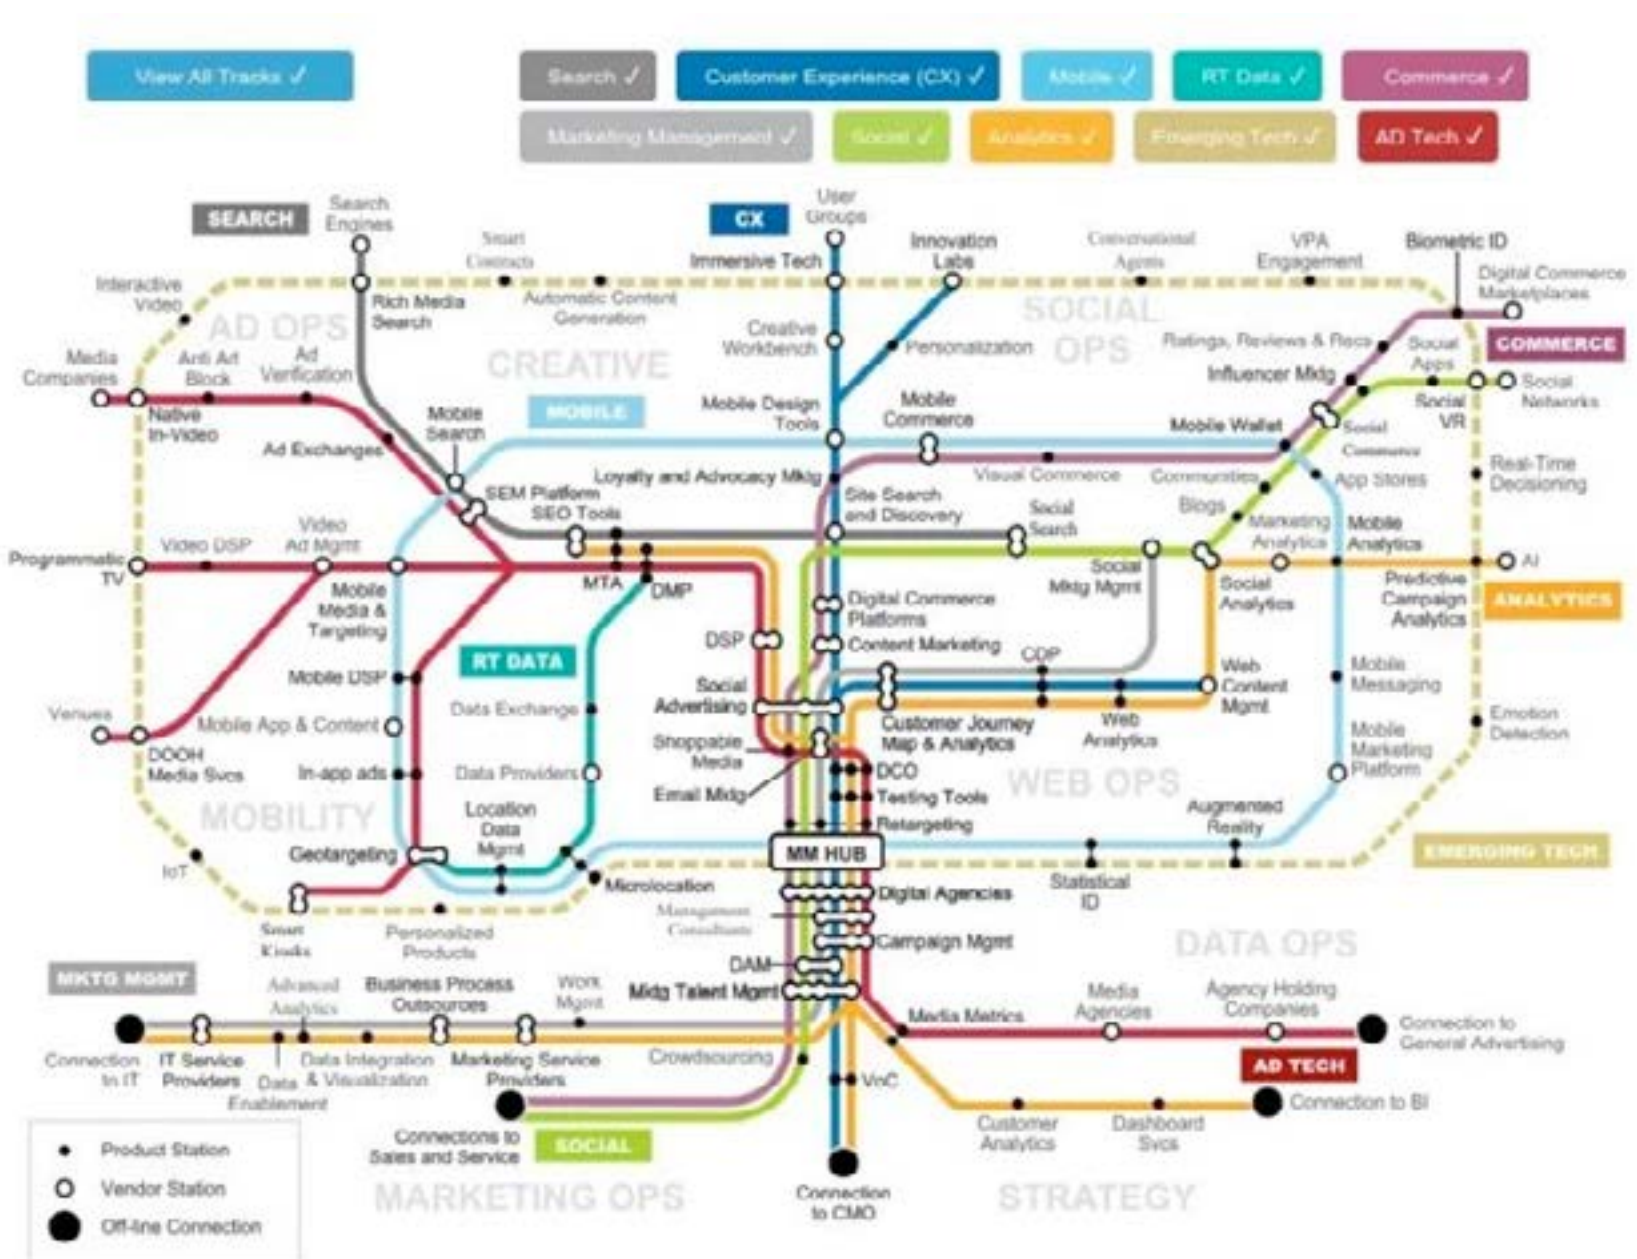 View All Tracks ✓
Search ✓
Customer Experience (CX) ✓
Mobile ✓
RT Data ✓
Commerce ✓
Marketing Management ✓
Social ✓
Analytics ✓
Emerging Tech ✓
AD Tech ✓
SEARCH
Search
Engines
CX
User
Groups
Smart
Contracts
Immersive Tech
Innovation
Labs
Conversational
Agents
VPA
Engagement
Biometric ID
Digital Commerce
Marketplaces
Interactive
Video
Rich Media
Search
Automatic Content
Generation
AD OPS
CREATIVE
SOCIAL
OPS
Creative
Workbench
Personalization
Ratings, Reviews & Recs
Social
Apps
COMMERCE
Media
Companies
Anti Ad
Block
Ad
Verification
Native
In-Video
Ad Exchanges
Mobile
Search
MOBILE
Mobile Design
Tools
Mobile
Commerce
Influencer Mktg
Social
VR
Social
Networks
Mobile Wallet
Social
Commerce
Loyalty and Advocacy Mktg
Visual Commerce
Communities
App Stores
Real-Time
Decisioning
SEM Platform
SEO Tools
Site Search
and Discovery
Social
Search
Blogs
Marketing
Analytics
Mobile
Analytics
Programmatic
TV
Video DSP
Video
Ad Mgmt
Mobile
Media &
Targeting
MTA
DMP
Social
Mktg Mgmt
Social
Analytics
Predictive
Campaign
Analytics
AI
ANALYTICS
DSP
Digital Commerce
Platforms
Content Marketing
RT DATA
Mobile DSP
Social
Advertising
CDP
Web
Content
Mgmt
Mobile
Messaging
Venues
Mobile App & Content
Data Exchange
Customer Journey
Map & Analytics
Web
Analytics
Emotion
Detection
DOOH
Media Svcs
In-app ads
Data Providers
Shoppable
Media
Email Mktg
DCO
Testing Tools
Retargeting
WEB OPS
Mobile
Marketing
Platform
MOBILITY
Location
Data
Mgmt
Augmented
Reality
Geotargeting
MM HUB
EMERGING TECH
IoT
Microlocation
Digital Agencies
Statistical
ID
Smart
Kiosks
Personalized
Products
Management
Consultants
Campaign Mgmt
DATA OPS
MKTG MGMT
DAM
Mktg Talent Mgmt
Advanced
Analytics
Business Process
Outsources
Work
Mgmt
Media Metrics
Media
Agencies
Agency Holding
Companies
Connection to
General Advertising
Connection
to IT
IT Service
Providers
Data
Enablement
Data Integration
& Visualization
Marketing Service
Providers
Crowdsourcing
VoC
AD TECH
Connection to BI
Customer
Analytics
Dashboard
Svcs
Connections to
Sales and Service
SOCIAL
Product Station
Vendor Station
Off-line Connection
MARKETING OPS
Connection
to CMO
STRATEGY